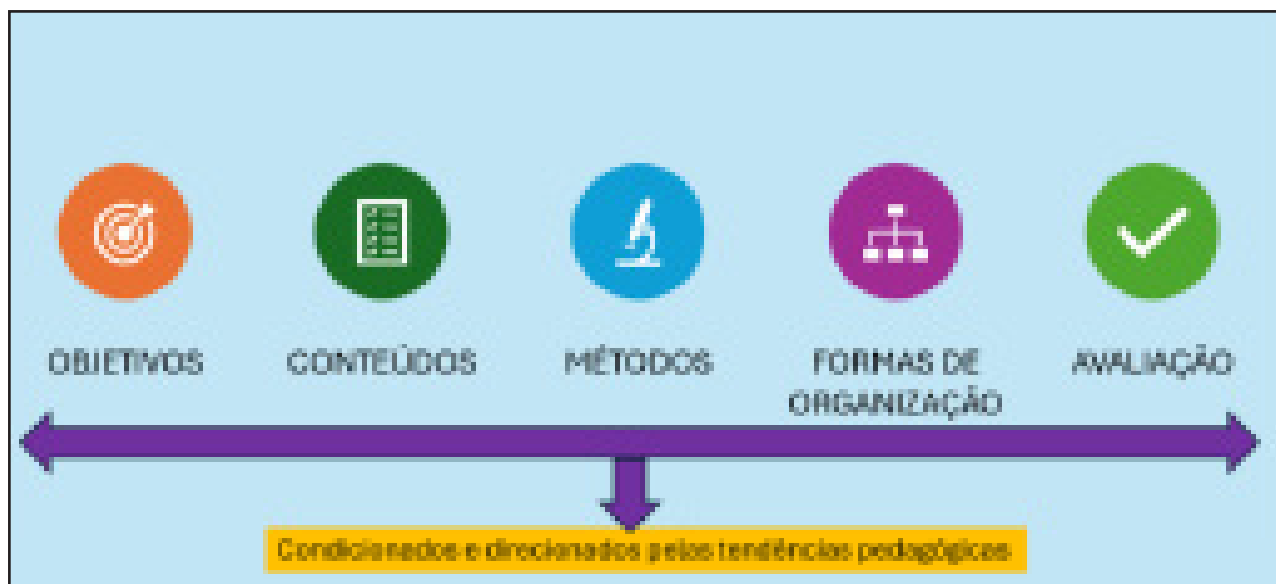 OBJETIVOS
CONTEÚDOS
MÉTODOS
FORMAS DE
ORGANIZAÇÃO
AVALIAÇÃO
Condicionados e direcionados pelas tendências pedagógicas